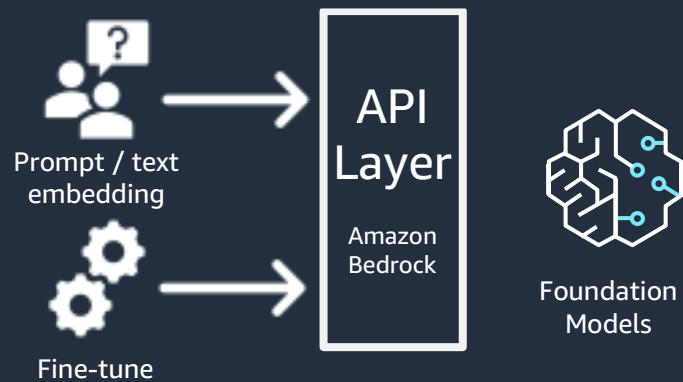 ?
Prompt / text
embedding
Fine-tune
API
Layer
Amazon
Bedrock
Foundation
Models